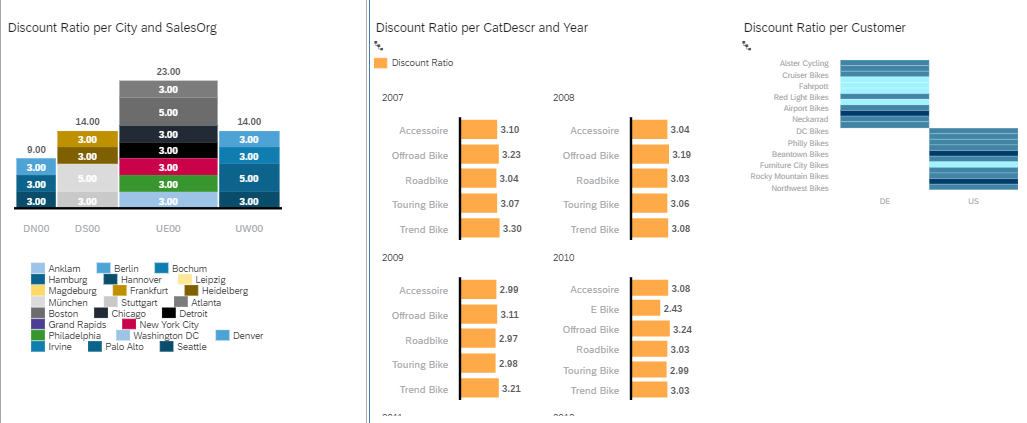 Discount Ratio per City and SalesOrg
23.00
3.00
5.00
14.00
14.00
3.00
3.00
3.00
9.00
3.00
3.00
3.00
3.00
3.00
5.00
3.00
5.00
3.00
3.00
3.00
3.00
3.00
DN00 DS00 UE00 UW00
Anklam Berlin Bochum
Hamburg Hannover Leipzig
Magdeburg Frankfurt Heidelberg
München Stuttgart Atlanta
Boston Chicago Detroit
Grand Rapids New York City
Philadelphia Washington DC Denver
Irvine Palo Alto Seattle
Discount Ratio per CatDescr and Year
Discount Ratio
2007
Accessoire 3.10
Offroad Bike 3.23
Roadbike 3.04
Touring Bike 3.07
Trend Bike 3.30
2008
Accessoire 3.04
Offroad Bike 3.19
Roadbike 3.03
Touring Bike 3.06
Trend Bike 3.08
2009
Accessoire 2.99
Offroad Bike 3.11
Roadbike 2.97
Touring Bike 2.98
Trend Bike 3.21
2010
Accessoire 3.08
E Bike 2.43
Offroad Bike 3.24
Roadbike 3.03
Touring Bike 2.99
Trend Bike 3.03
Discount Ratio per Customer
Alster Cycling
Cruiser Bikes
Fahrpott
Red Light Bikes
Airport Bikes
Neckarrad
DC Bikes
Philly Bikes
Beantown Bikes
Furniture City Bikes
Rocky Mountain Bikes
Northwest Bikes
DE US